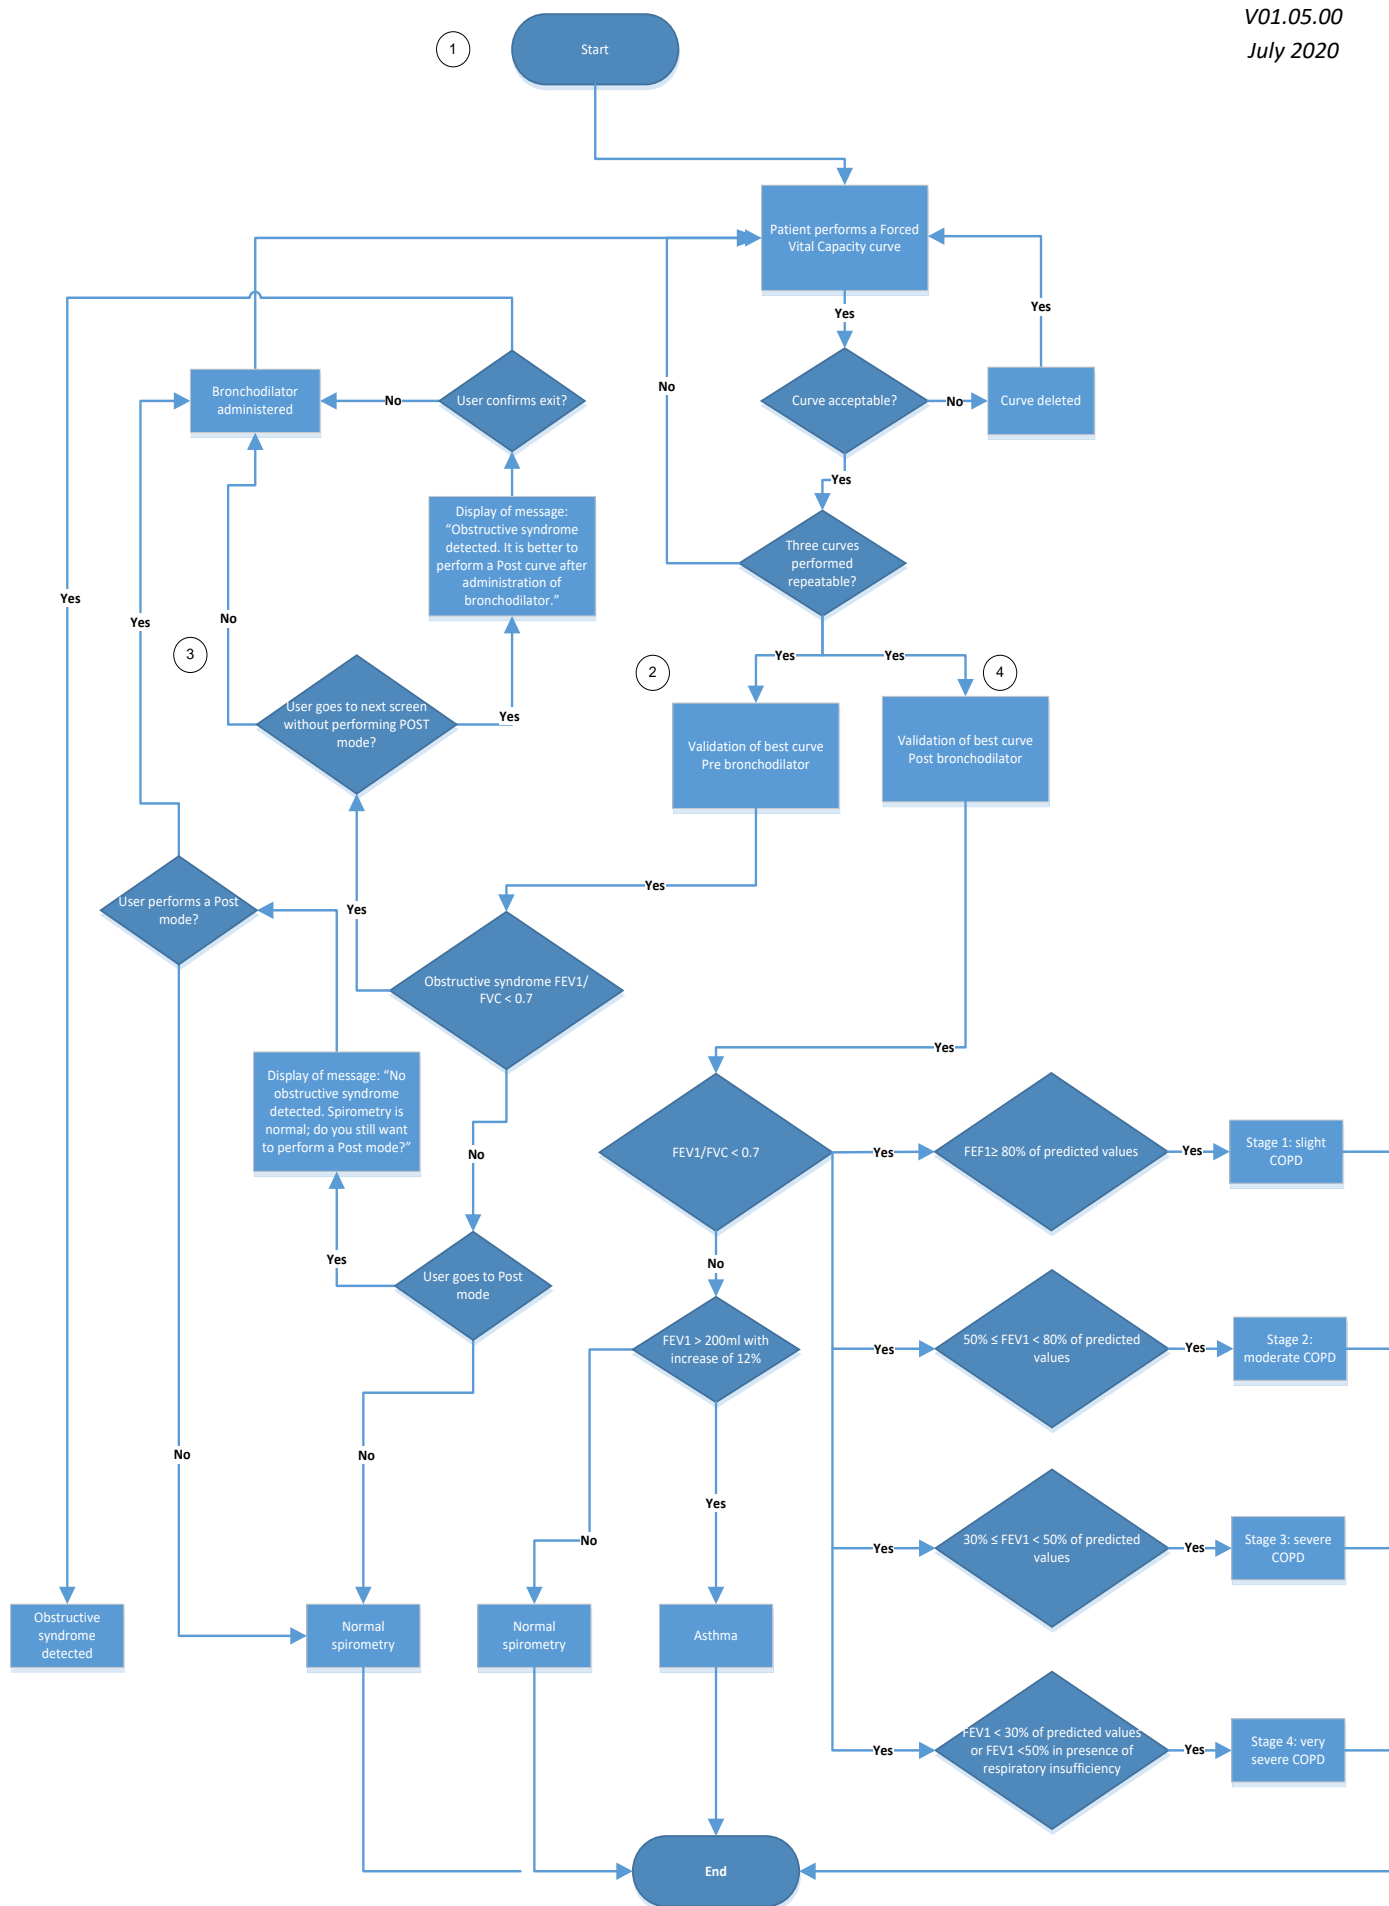 V01.05.00
July 2020
1
Start
Patient performs a Forced
Vital Capacity curve
Yes
Yes
Curve acceptable?
No
Curve deleted
No
Yes
Three curves
performed
repeatable?
Yes
Yes
Bronchodilator
administered
No
User confirms exit?
Display of message:
“Obstructive syndrome
detected. It is better to
perform a Post curve after
administration of
bronchodilator.”
Yes
Yes
No
3
User goes to next screen
without performing POST
mode?
Yes
2
4
Validation of best curve
Pre bronchodilator
Validation of best curve
Post bronchodilator
Yes
User performs a Post
mode?
Yes
Obstructive syndrome FEV1/
FVC < 0.7
Yes
Display of message: “No
obstructive syndrome
detected. Spirometry is
normal; do you still want
to perform a Post mode?”
No
Yes
User goes to Post
mode
No
No
FEV1/FVC < 0.7
Yes
FEF1≥ 80% of predicted values
Yes
Stage 1: slight
COPD
No
FEV1 > 200ml with
increase of 12%
Yes
50% ≤ FEV1 < 80% of predicted
values
Yes
Stage 2:
moderate COPD
Yes
No
Yes
30% ≤ FEV1 < 50% of predicted
values
Yes
Stage 3: severe
COPD
Obstructive
syndrome
detected
Normal
spirometry
Normal
spirometry
Asthma
Yes
FEV1 < 30% of predicted values
or FEV1 <50% in presence of
respiratory insufficiency
Yes
Stage 4: very
severe COPD
End